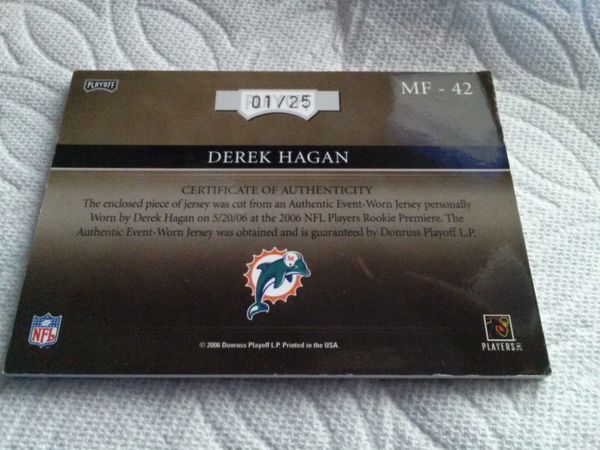 PLAYOFF
01/25
MF - 42
DEREK HAGAN
CERTIFICATE OF AUTHENTICITY
The enclosed piece of jersey was cut from an Authentic Event-Worn Jersey personally
Worn by Derek Hagan on 5/20/06 at the 2006 NFL Players Rookie Premiere. The
Authentic Event-Worn Jersey was obtained and is guaranteed by Donruss Playoff L.P.
M
NFL
© 2006 Donruss Playoff L.P. Printed in the USA.
PLAYERS INC